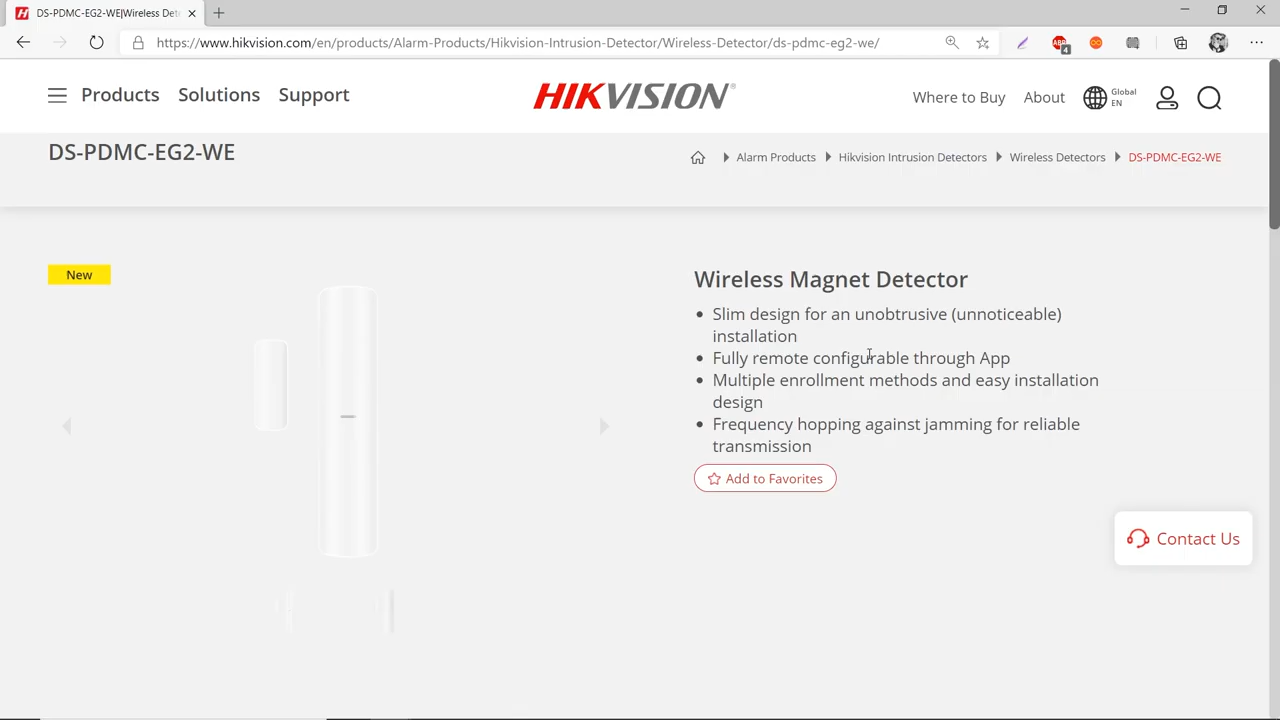 DS-PDMC-EG2-WE|Wireless Det
https://www.hikvision.com/en/products/Alarm-Products/Hikvision-Intrusion-Detector/Wireless-Detector/ds-pdmc-eg2-we/
ABP
4
Products Solutions Support
HIKVISION®
Where to Buy About Global EN
DS-PDMC-EG2-WE
Alarm Products Hikvision Intrusion Detectors Wireless Detectors DS-PDMC-EG2-WE
New
Wireless Magnet Detector
Slim design for an unobtrusive (unnoticeable)
installation
Fully remote configurable through App
Multiple enrollment methods and easy installation
design
Frequency hopping against jamming for reliable
transmission
Add to Favorites
Contact Us